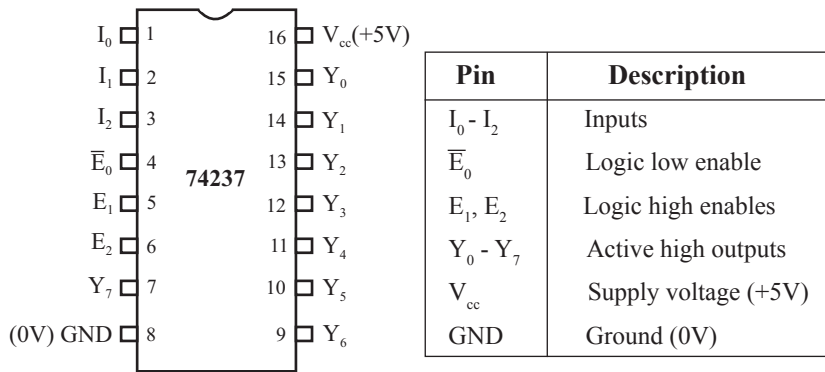 I₀ 1 16 V_cc(+5V)
I₁ 2 15 Y₀
I₂ 3 14 Y₁
E̅₀ 4 13 Y₂
74237
E₁ 5 12 Y₃
E₂ 6 11 Y₄
Y₇ 7 10 Y₅
(0V) GND 8 9 Y₆
Pin Description
I₀ - I₂ Inputs
E̅₀ Logic low enable
E₁, E₂ Logic high enables
Y₀ - Y₇ Active high outputs
V_cc Supply voltage (+5V)
GND Ground (0V)